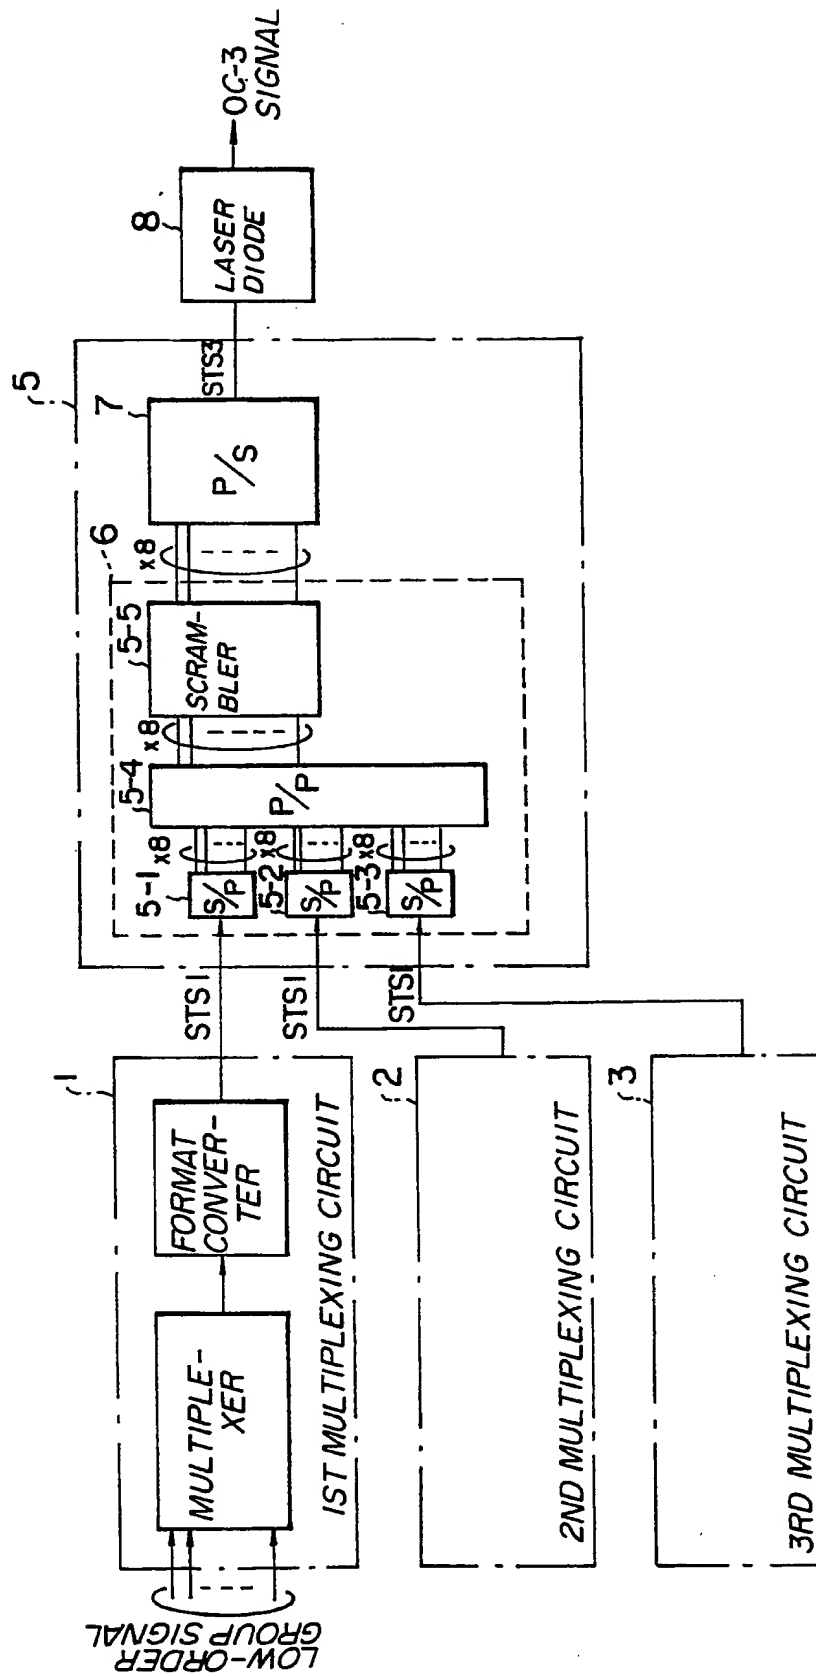 LOW-ORDER
GROUP SIGNAL
1
MULTIPLE-
XER
FORMAT
CONVER-
TER
1ST MULTIPLEXING CIRCUIT
2
2ND MULTIPLEXING CIRCUIT
3
3RD MULTIPLEXING CIRCUIT
STS1
STS1
STS1
5
6
5-1
S/P
x8
5-2
S/P
x8
5-3
S/P
x8
5-4
P/P
x8
5-5
SCRAM-
BLER
x8
7
P/S
STS3
8
LASER
DIODE
OC-3
SIGNAL